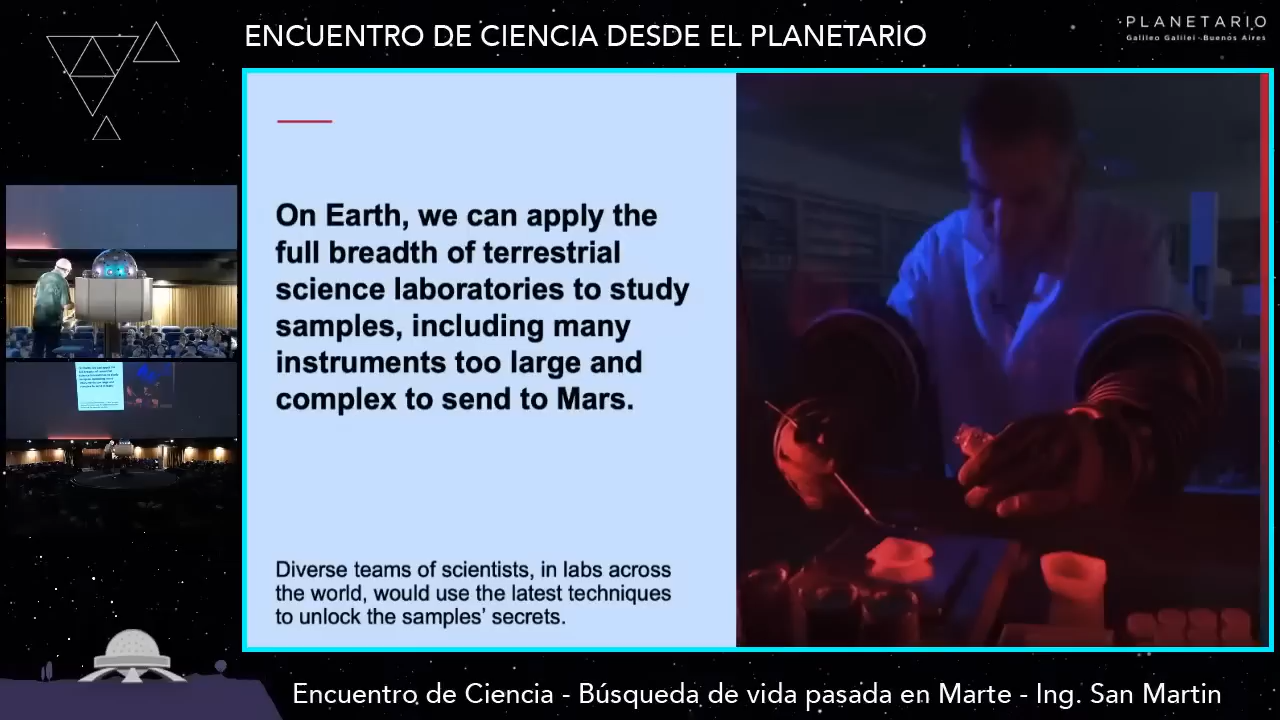 ENCUENTRO DE CIENCIA DESDE EL PLANETARIO
PLANETARIO
Galileo Galilei - Buenos Aires
On Earth, we can apply the
full breadth of terrestrial
science laboratories to study
samples, including many
instruments too large and
complex to send to Mars.
Diverse teams of scientists, in labs across
the world, would use the latest techniques
to unlock the samples’ secrets.
Encuentro de Ciencia - Búsqueda de vida pasada en Marte - Ing. San Martin